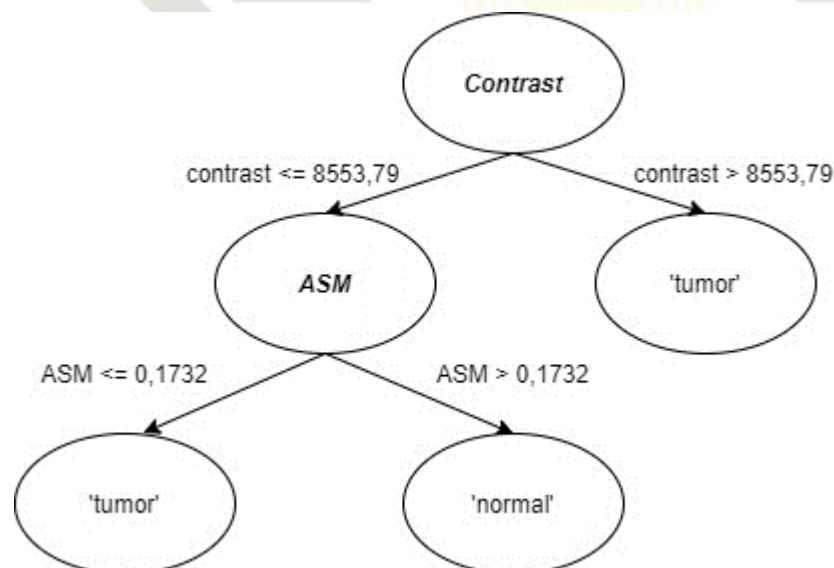 Contrast
contrast <= 8553,79
contrast > 8553,79
ASM
'tumor'
ASM <= 0,1732
ASM > 0,1732
'tumor'
'normal'